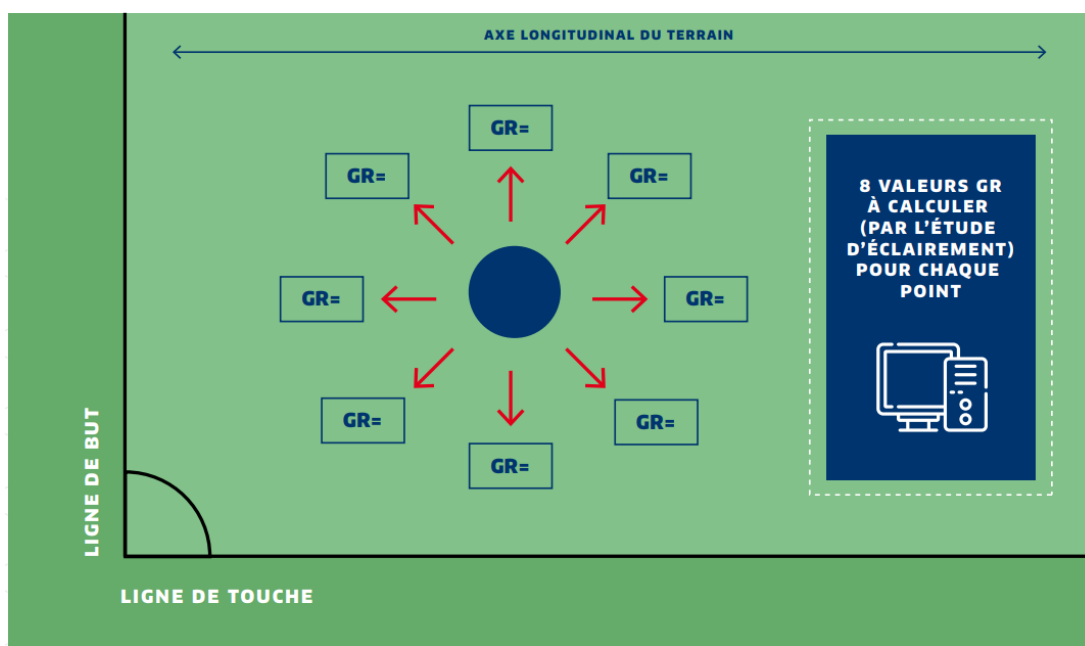 AXE LONGITUDINAL DU TERRAIN
GR=
GR=
GR=
GR=
GR=
GR=
GR=
GR=
8 VALEURS GR
À CALCULER
(PAR L’ÉTUDE
D’ÉCLAIREMENT)
POUR CHAQUE
POINT
LIGNE DE BUT
LIGNE DE TOUCHE